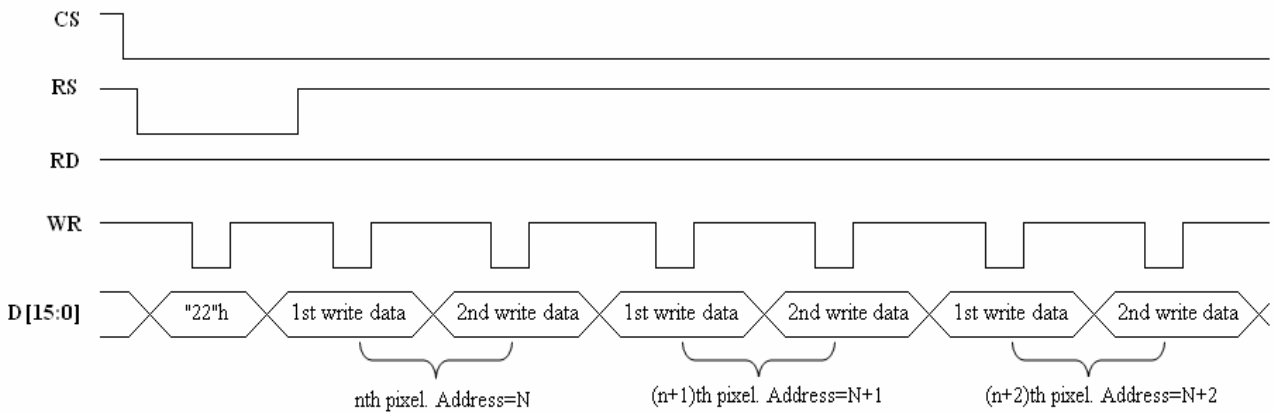 CS
RS
RD
WR
D[15:0]
"22"h
1st write data
2nd write data
1st write data
2nd write data
1st write data
2nd write data
nth pixel. Address=N
(n+1)th pixel. Address=N+1
(n+2)th pixel. Address=N+2